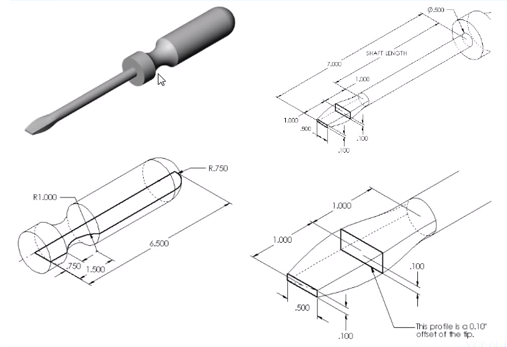 Ø.500
SHAFT LENGTH
7.000
1.000
1.000
.500
.100
.100
R.750
R1.000
6.500
.750
1.500
1.000
1.000
.100
.500
.100
This profile is a 0.10"
offset of the tip.